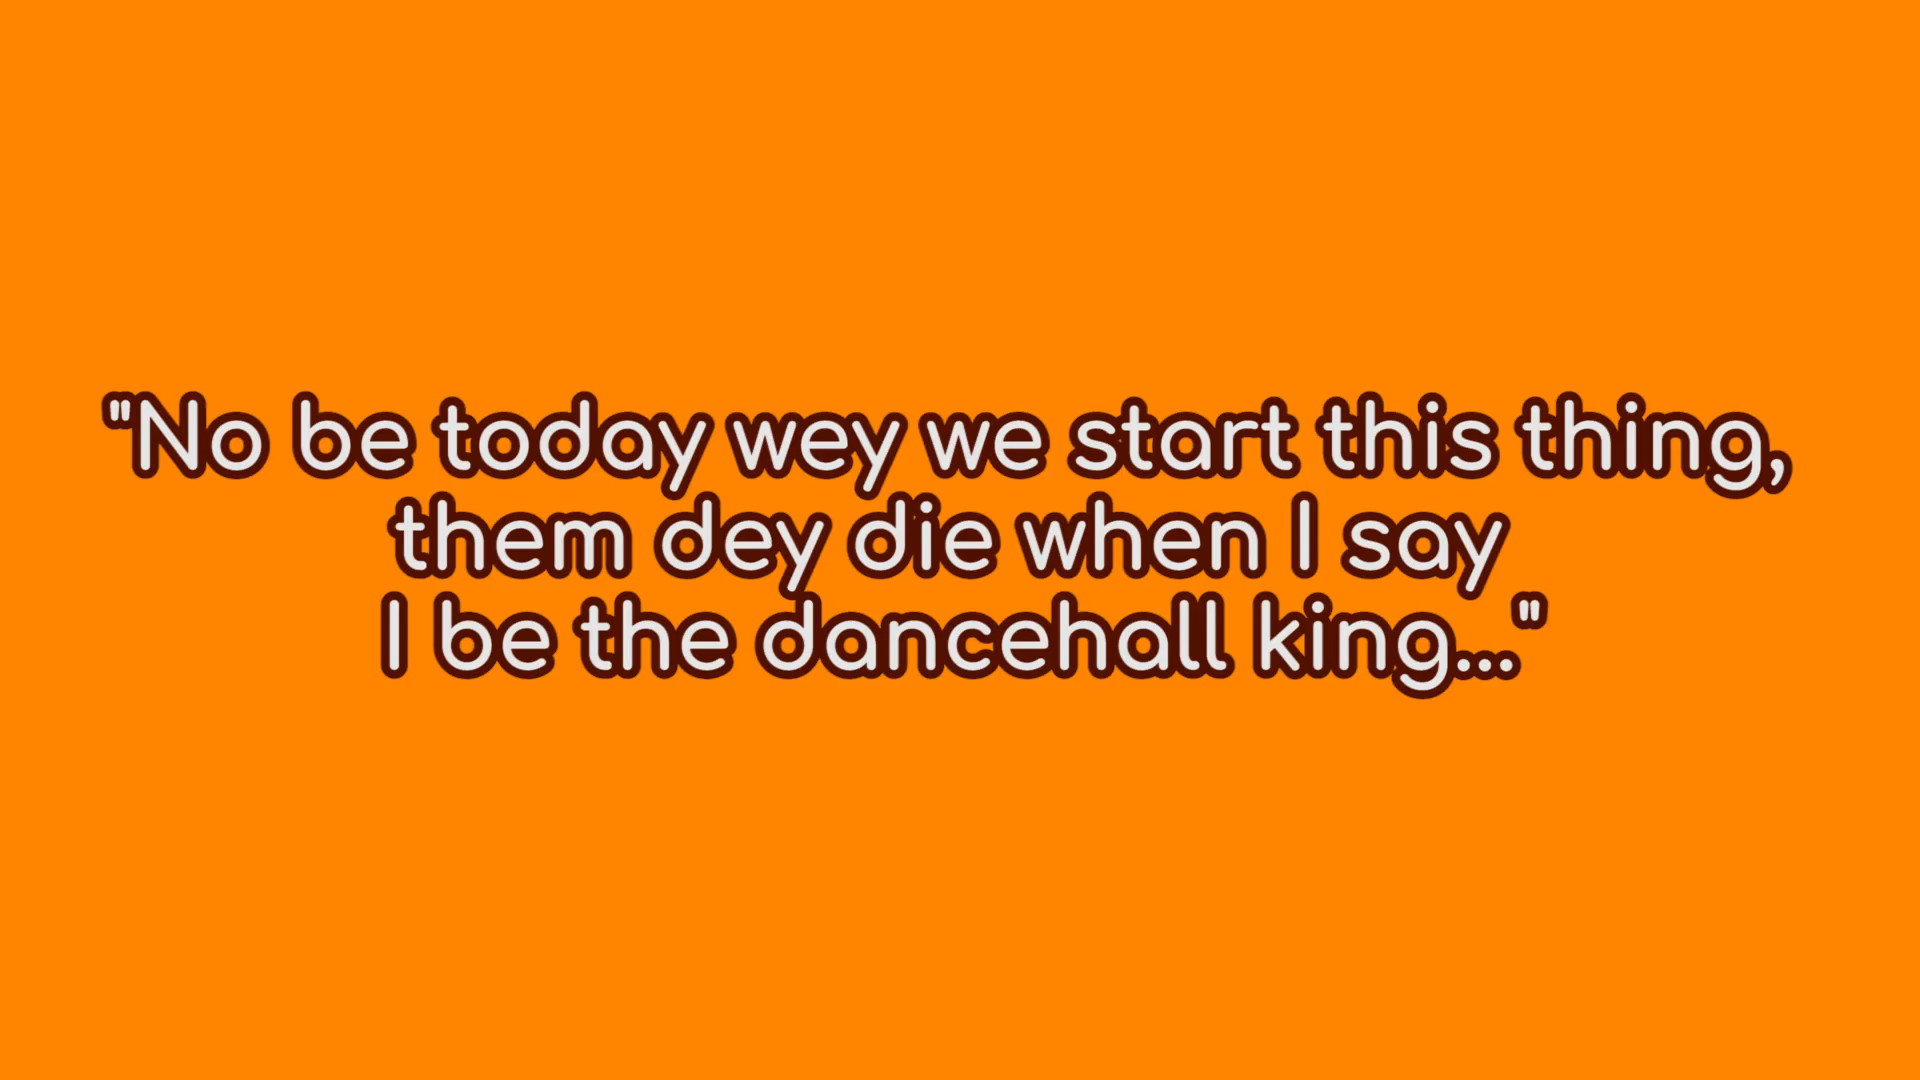 "No be today wey we start this thing,
them dey die when I say
I be the dancehall king..."